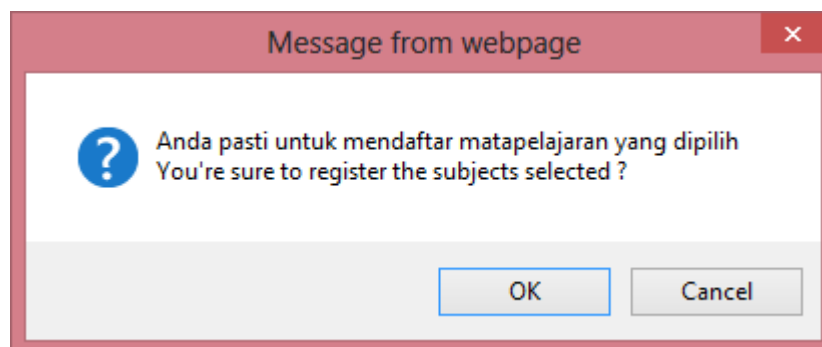 Message from webpage
Anda pasti untuk mendaftar matapelajaran yang dipilih
You're sure to register the subjects selected ?
OK
Cancel